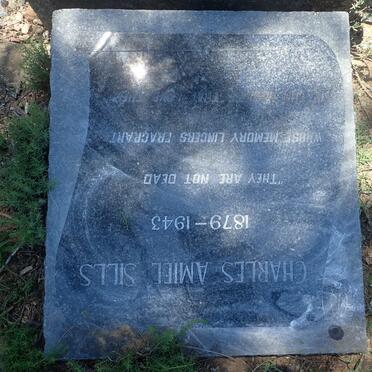 CHARLES AMIEL SILLS
1879-1943
"THEY ARE NOT DEAD
WHOSE MEMORY LINGERS FRAGRANT